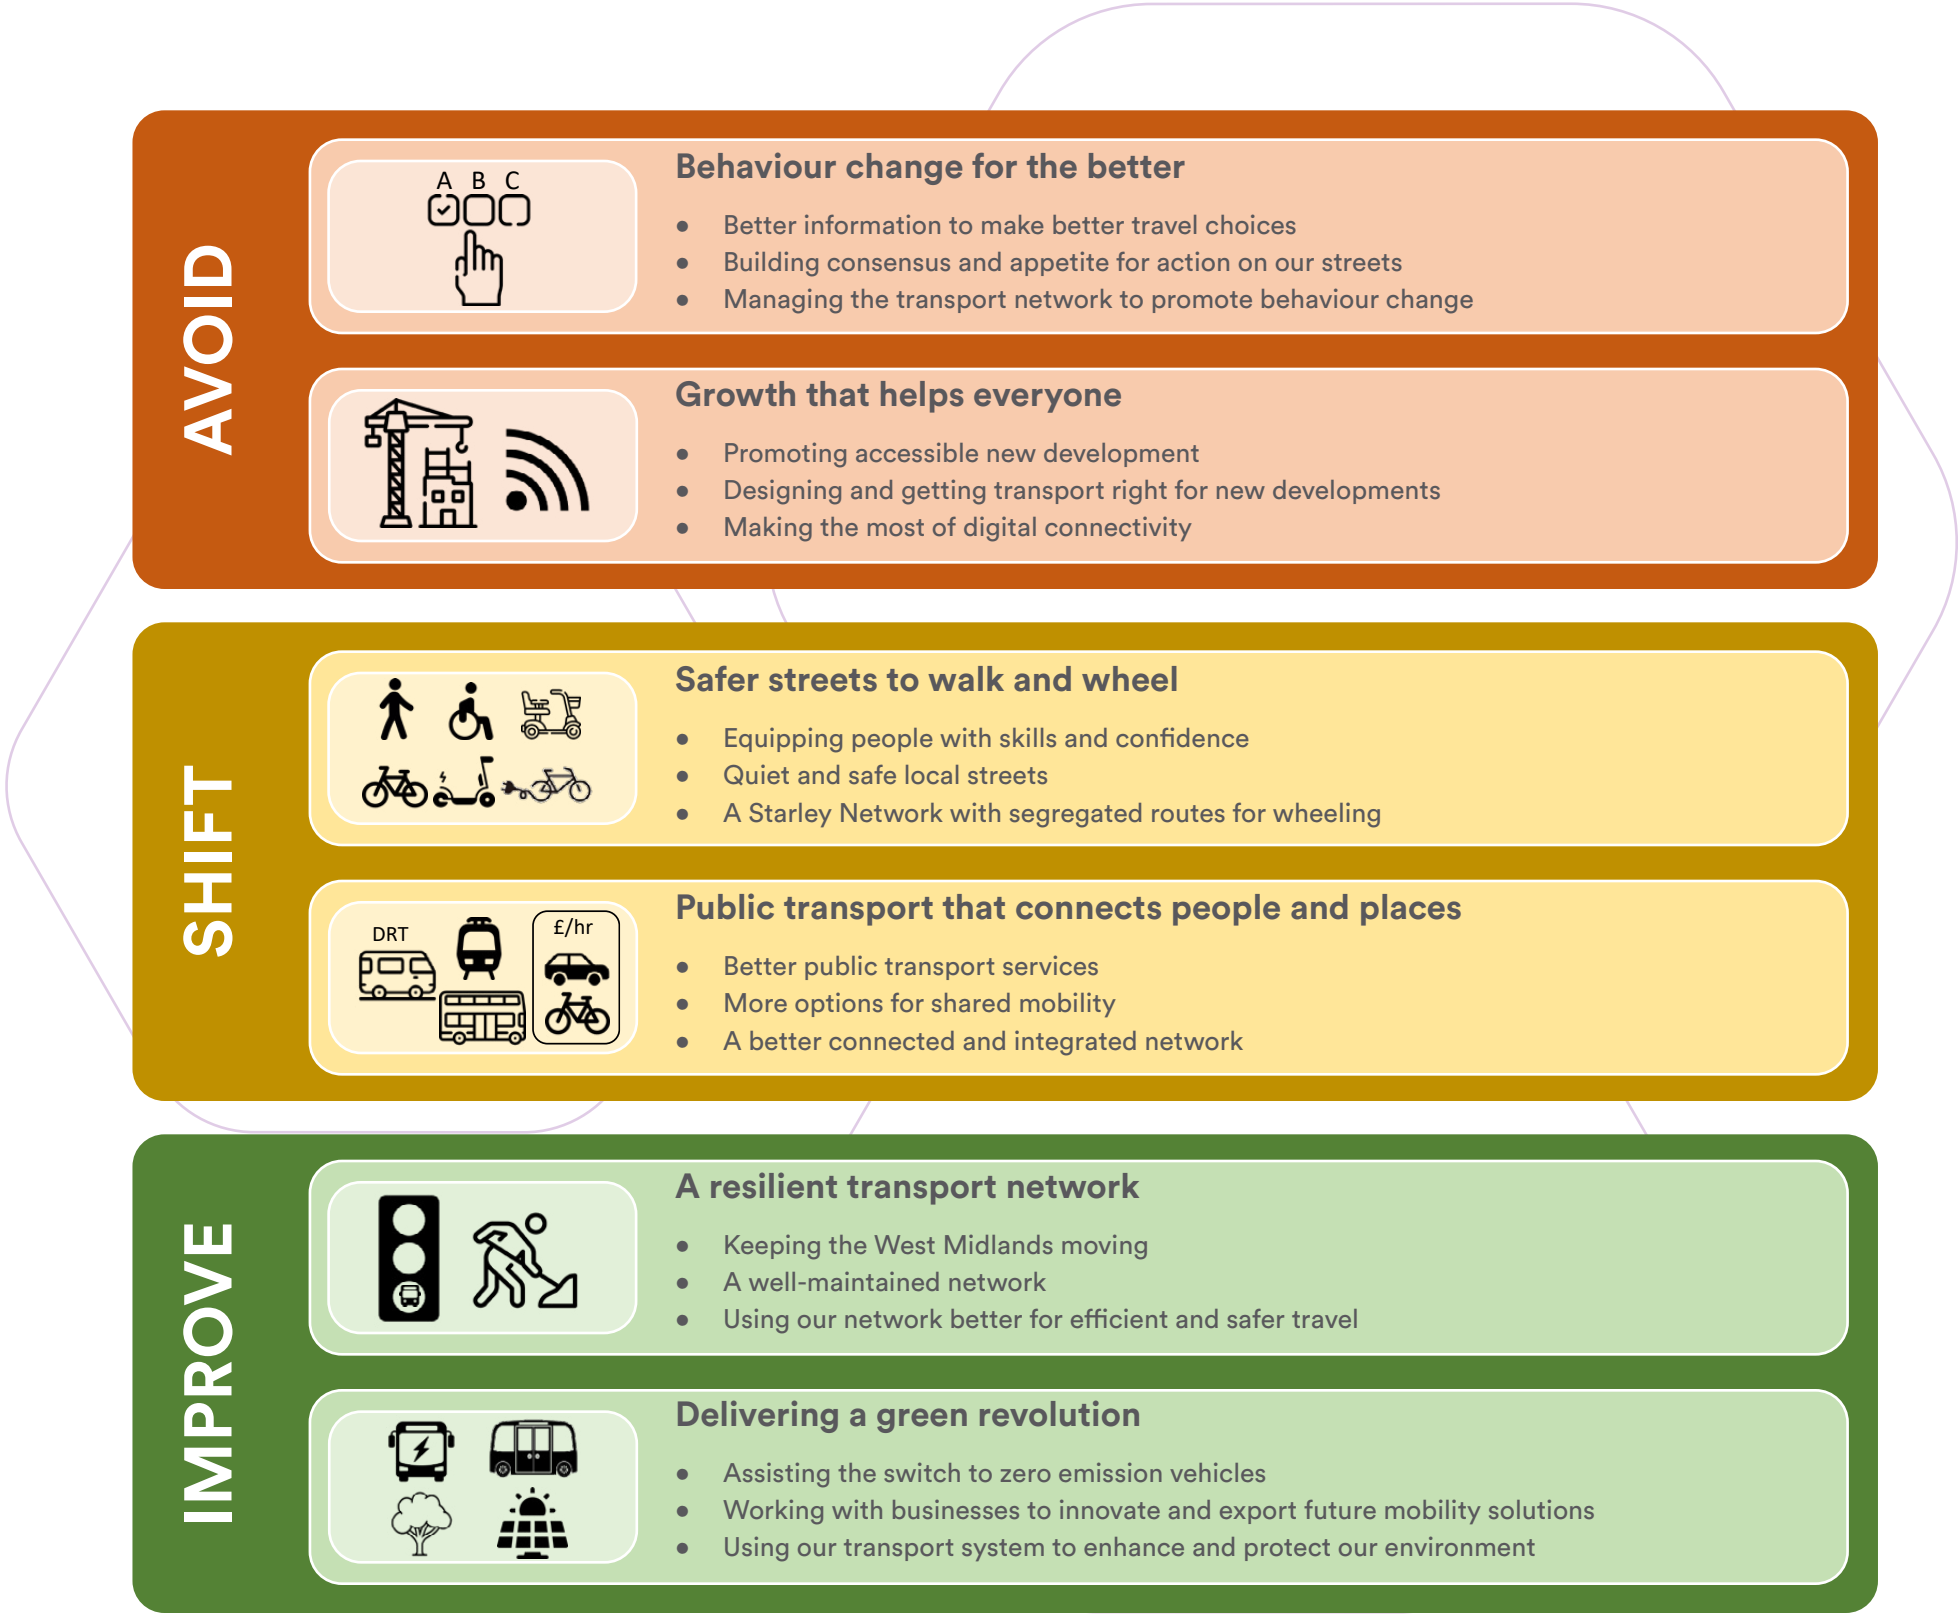 AVOID
A B C
Behaviour change for the better
● Better information to make better travel choices
● Building consensus and appetite for action on our streets
● Managing the transport network to promote behaviour change
Growth that helps everyone
● Promoting accessible new development
● Designing and getting transport right for new developments
● Making the most of digital connectivity
SHIFT
Safer streets to walk and wheel
● Equipping people with skills and confidence
● Quiet and safe local streets
● A Starley Network with segregated routes for wheeling
DRT
£/hr
Public transport that connects people and places
● Better public transport services
● More options for shared mobility
● A better connected and integrated network
IMPROVE
A resilient transport network
● Keeping the West Midlands moving
● A well-maintained network
● Using our network better for efficient and safer travel
Delivering a green revolution
● Assisting the switch to zero emission vehicles
● Working with businesses to innovate and export future mobility solutions
● Using our transport system to enhance and protect our environment